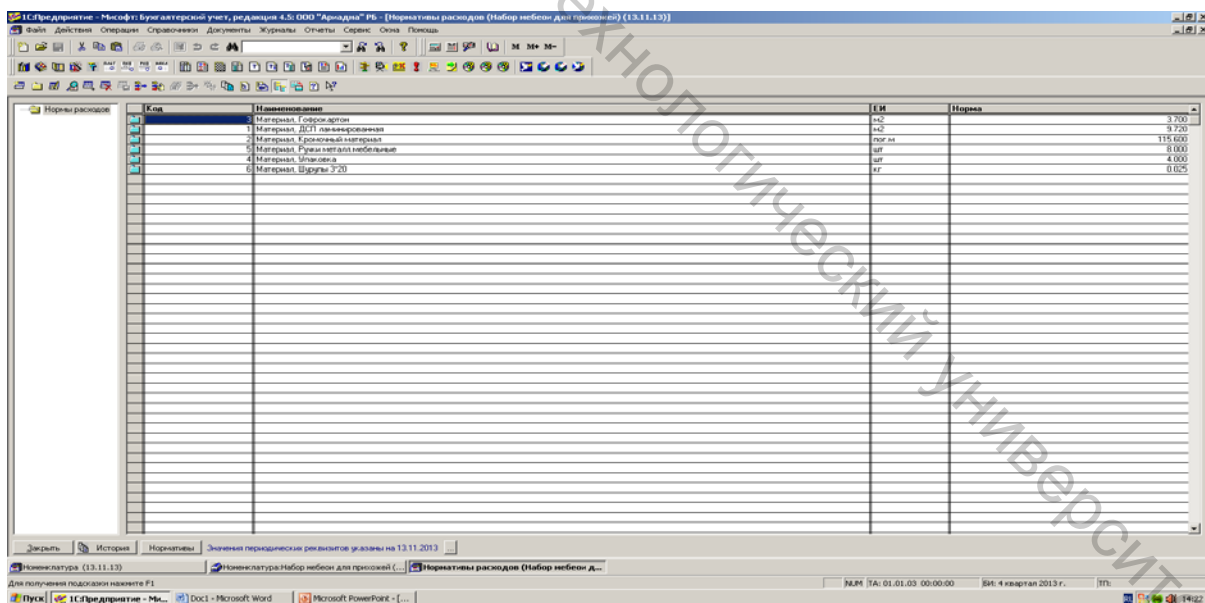 1С:Предприятие - Мисофт: Бухгалтерский учет, редакция 4.5: ООО "Ариадна" РБ - [Нормативы расходов (Набор мебеои для прихожей) (13.11.13)]
Файл Действия Операции Справочники Документы Журналы Отчеты Сервис Окна Помощь
M M+ M-
Нормы расходов
Код Наименование ЕИ Норма
3 Материал, Гофрокартон м2 3.700
1 Материал, ДСП ламинированная м2 9.720
2 Материал, Кромочный материал пог.м 115.600
5 Материал, Ручки металл.мебельные шт 8.000
4 Материал, Упаковка шт 4.000
6 Материал, Шурупы 3*20 кг 0.025
Закрыть История Нормативы Значения периодических реквизитов указаны на 13.11.2013 ...
Номенклатура (13.11.13) Номенклатура:Набор мебеои для прихожей (... Нормативы расходов (Набор мебеои д...
Для получения подсказки нажмите F1 NUM ТА: 01.01.03 00:00:00 БИ: 4 квартал 2013 г. ТП:
Пуск 1С:Предприятие - Ми... Doc1 - Microsoft Word Microsoft PowerPoint - [... 14:22
технологический университ